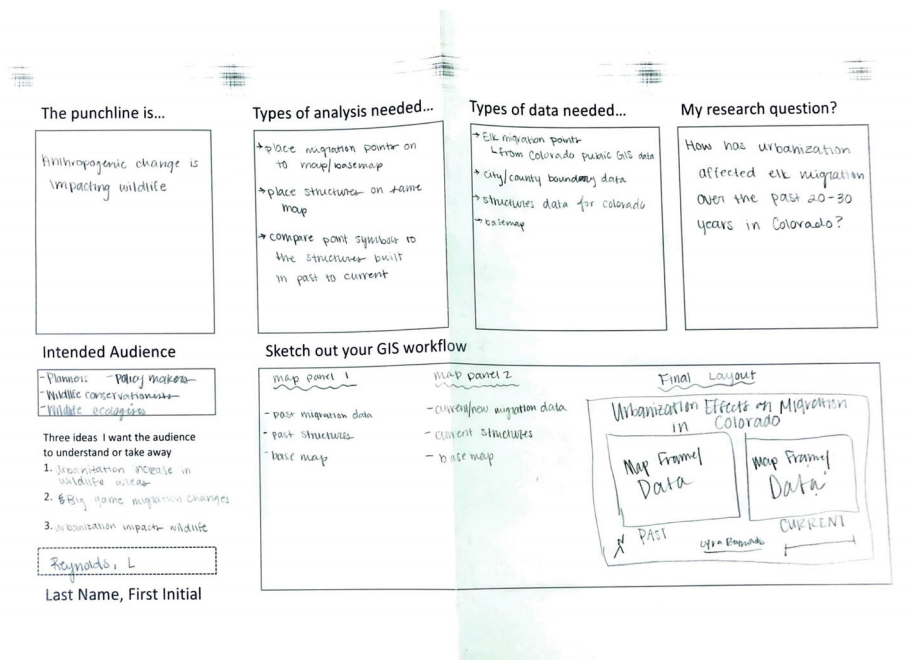 The punchline is...
Anthropogenic change is
impacting wildlife
Types of analysis needed...
→place migration points on
to map/basemap
→place structures on same
map
→compare point symbols to
the structures built
in past to current
Types of data needed...
→Elk migration points
from Colorado public GIS data
→city/county boundary data
→structures data for colorado
→basemap
My research question?
How has urbanization
affected elk migration
over the past 20-30
years in Colorado?
Intended Audience
-Planners -Policy makers
-Wildlife conservationists
-Wildlife ecologists
Three ideas I want the audience
to understand or take away
1. Urbanization increase in
wildlife areas
2. Big game migration changes
3. Urbanization impacts wildlife
Reynolds, L
Last Name, First Initial
Sketch out your GIS workflow
map panel 1
- past migration data
- past structures
- base map
map panel 2
- current/new migration data
- current structures
- base map
Final Layout
Urbanization Effects on Migration
in Colorado
Map Frame/
Data
Map Frame/
Data
PAST
CURRENT
N